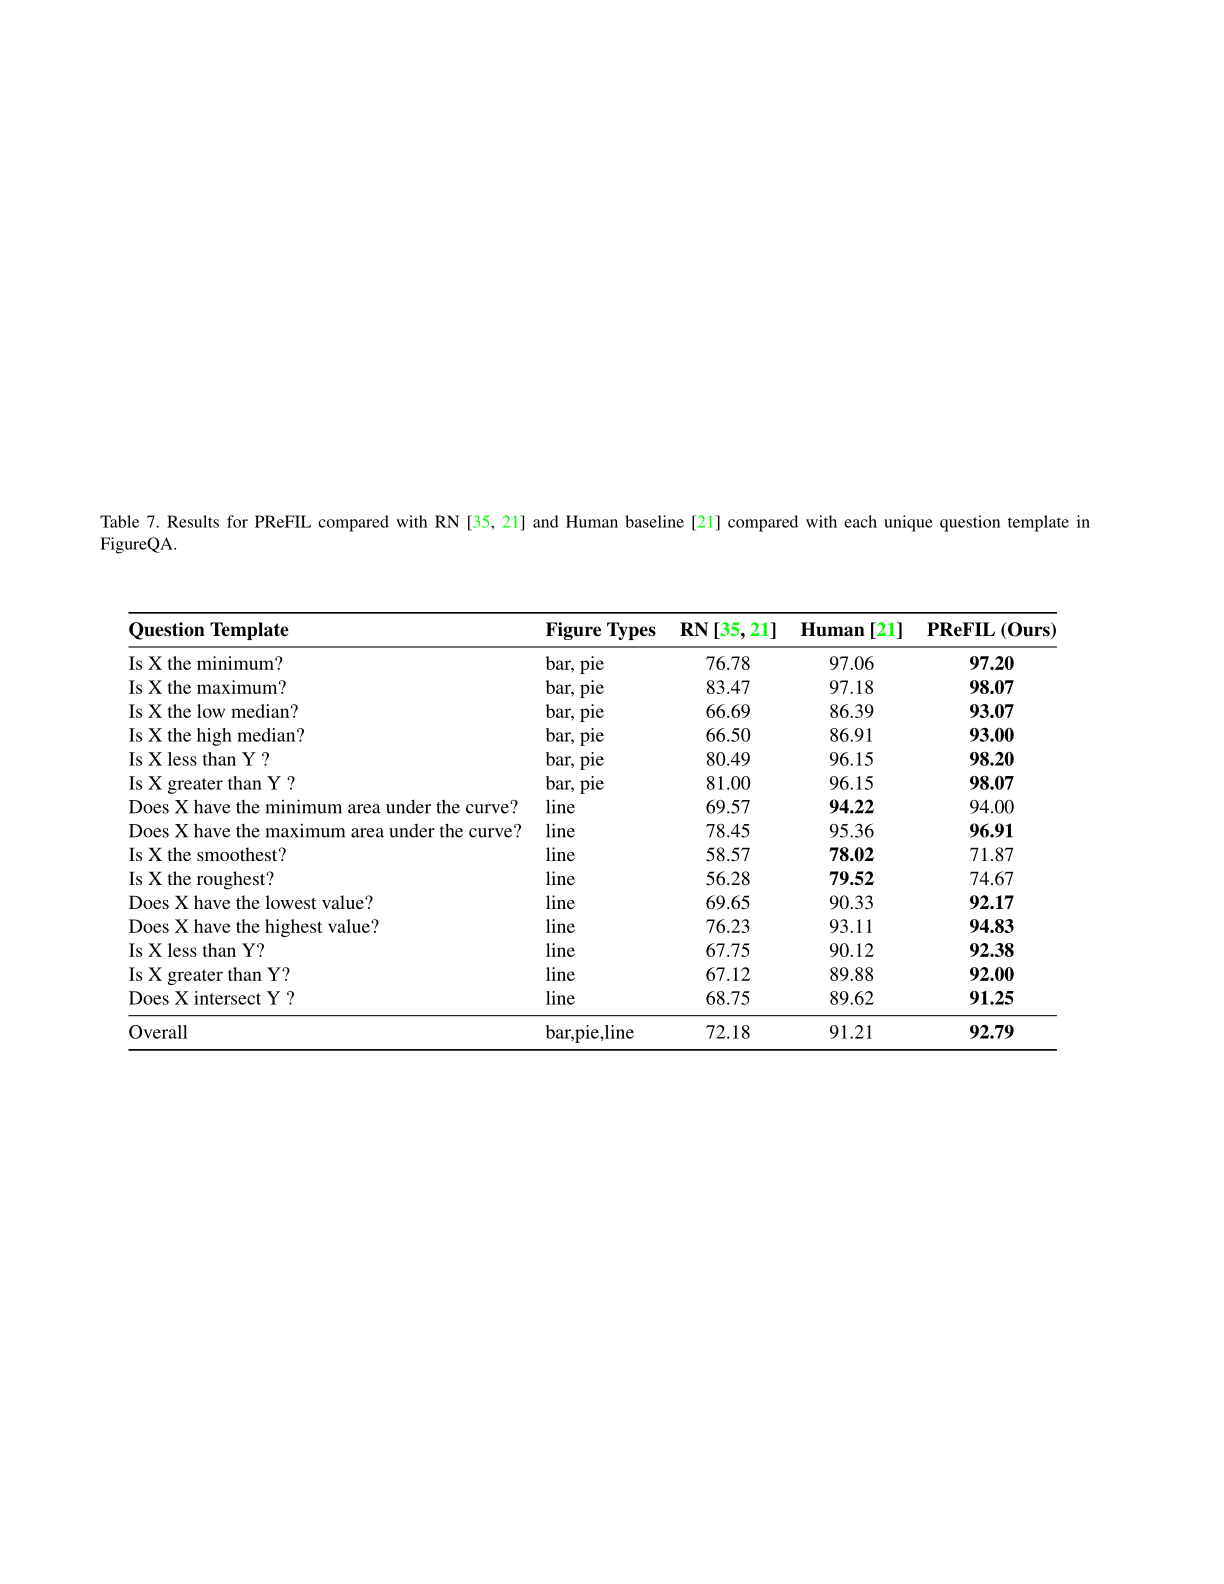 Table 7. Results for PReFIL compared with RN [35, 21] and Human baseline [21] compared with each unique question template in
FigureQA.
Question Template Figure Types RN [35, 21] Human [21] PReFIL (Ours)
Is X the minimum? bar, pie 76.78 97.06 97.20
Is X the maximum? bar, pie 83.47 97.18 98.07
Is X the low median? bar, pie 66.69 86.39 93.07
Is X the high median? bar, pie 66.50 86.91 93.00
Is X less than Y ? bar, pie 80.49 96.15 98.20
Is X greater than Y ? bar, pie 81.00 96.15 98.07
Does X have the minimum area under the curve? line 69.57 94.22 94.00
Does X have the maximum area under the curve? line 78.45 95.36 96.91
Is X the smoothest? line 58.57 78.02 71.87
Is X the roughest? line 56.28 79.52 74.67
Does X have the lowest value? line 69.65 90.33 92.17
Does X have the highest value? line 76.23 93.11 94.83
Is X less than Y? line 67.75 90.12 92.38
Is X greater than Y? line 67.12 89.88 92.00
Does X intersect Y ? line 68.75 89.62 91.25
Overall bar,pie,line 72.18 91.21 92.79